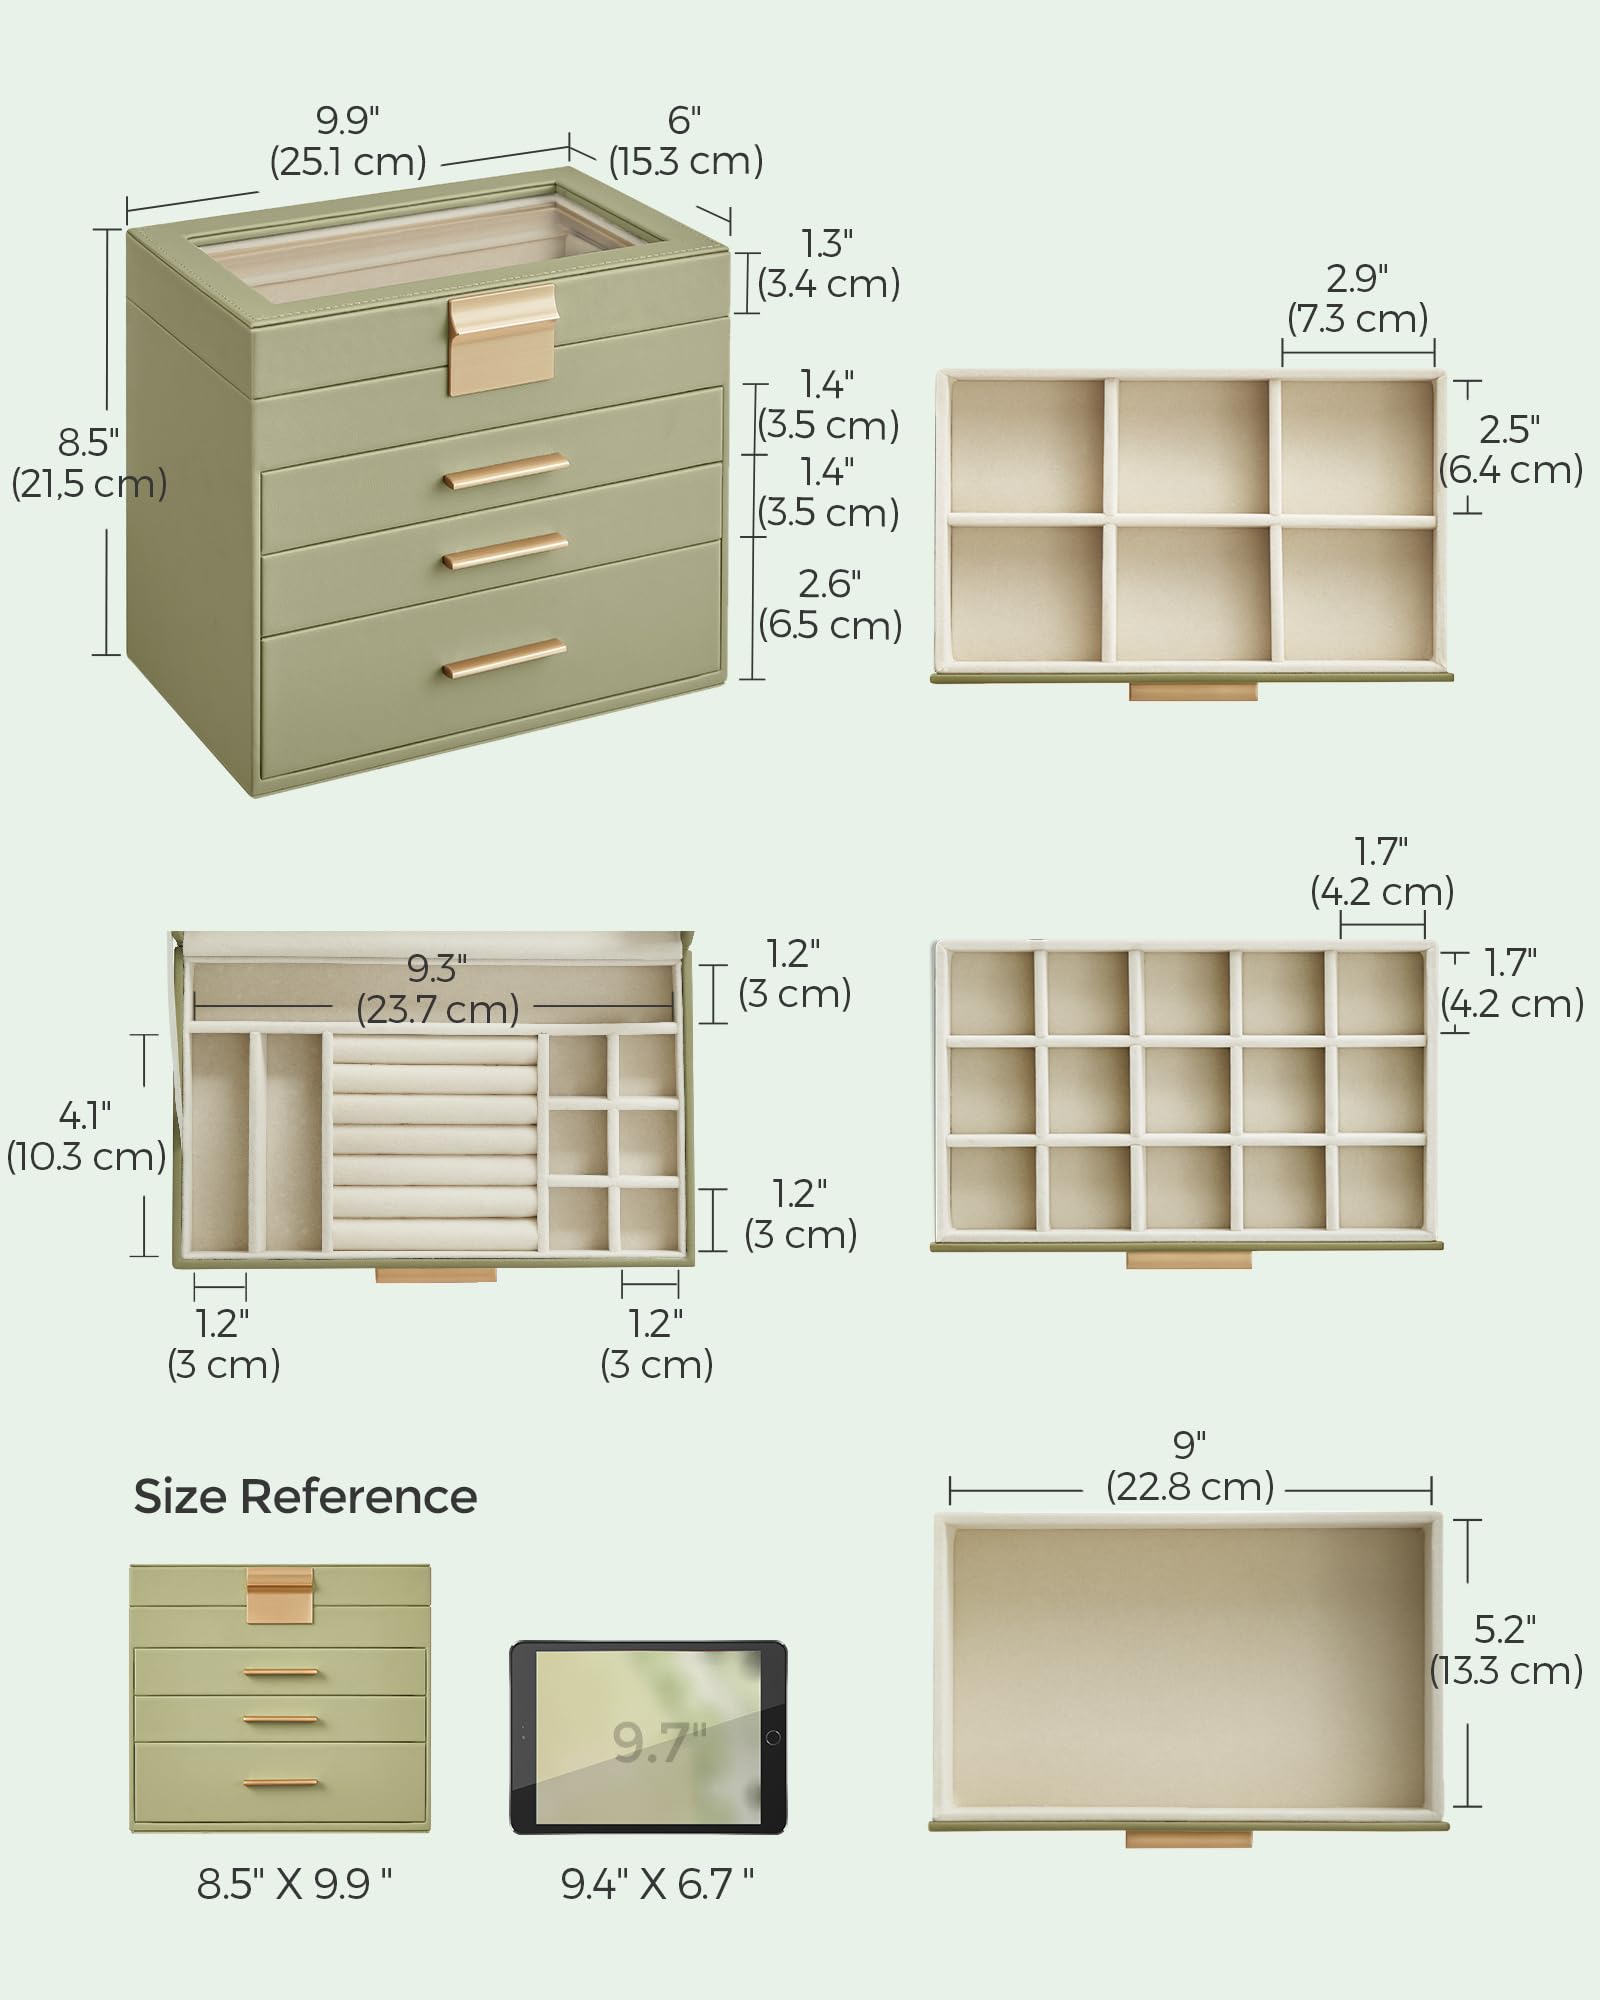 9.9"
(25.1 cm)
6"
(15.3 cm)
1.3"
(3.4 cm)
8.5"
(21,5 cm)
1.4"
(3.5 cm)
1.4"
(3.5 cm)
2.6"
(6.5 cm)
2.9"
(7.3 cm)
2.5"
(6.4 cm)
9.3"
(23.7 cm)
1.2"
(3 cm)
4.1"
(10.3 cm)
1.2"
(3 cm)
1.2"
(3 cm)
1.2"
(3 cm)
1.7"
(4.2 cm)
1.7"
(4.2 cm)
Size Reference
9.7"
8.5" X 9.9 "
9.4" X 6.7 "
9"
(22.8 cm)
5.2"
(13.3 cm)